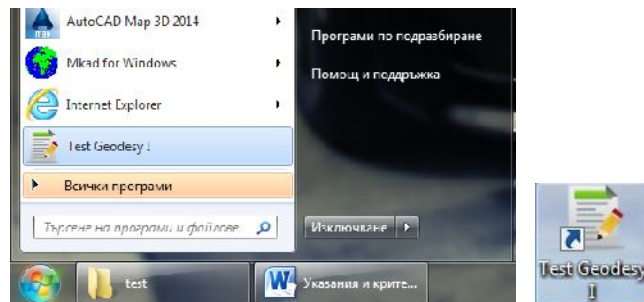 AutoCAD Map 3D 2014
Mkad for Windows
Internet Explorer
Test Geodesy I
Всички програми
Търсене на програми и файлове
Програми по подразбиране
Помощ и поддръжка
Изключване
test
Указания и крите...
Test Geodesy
I